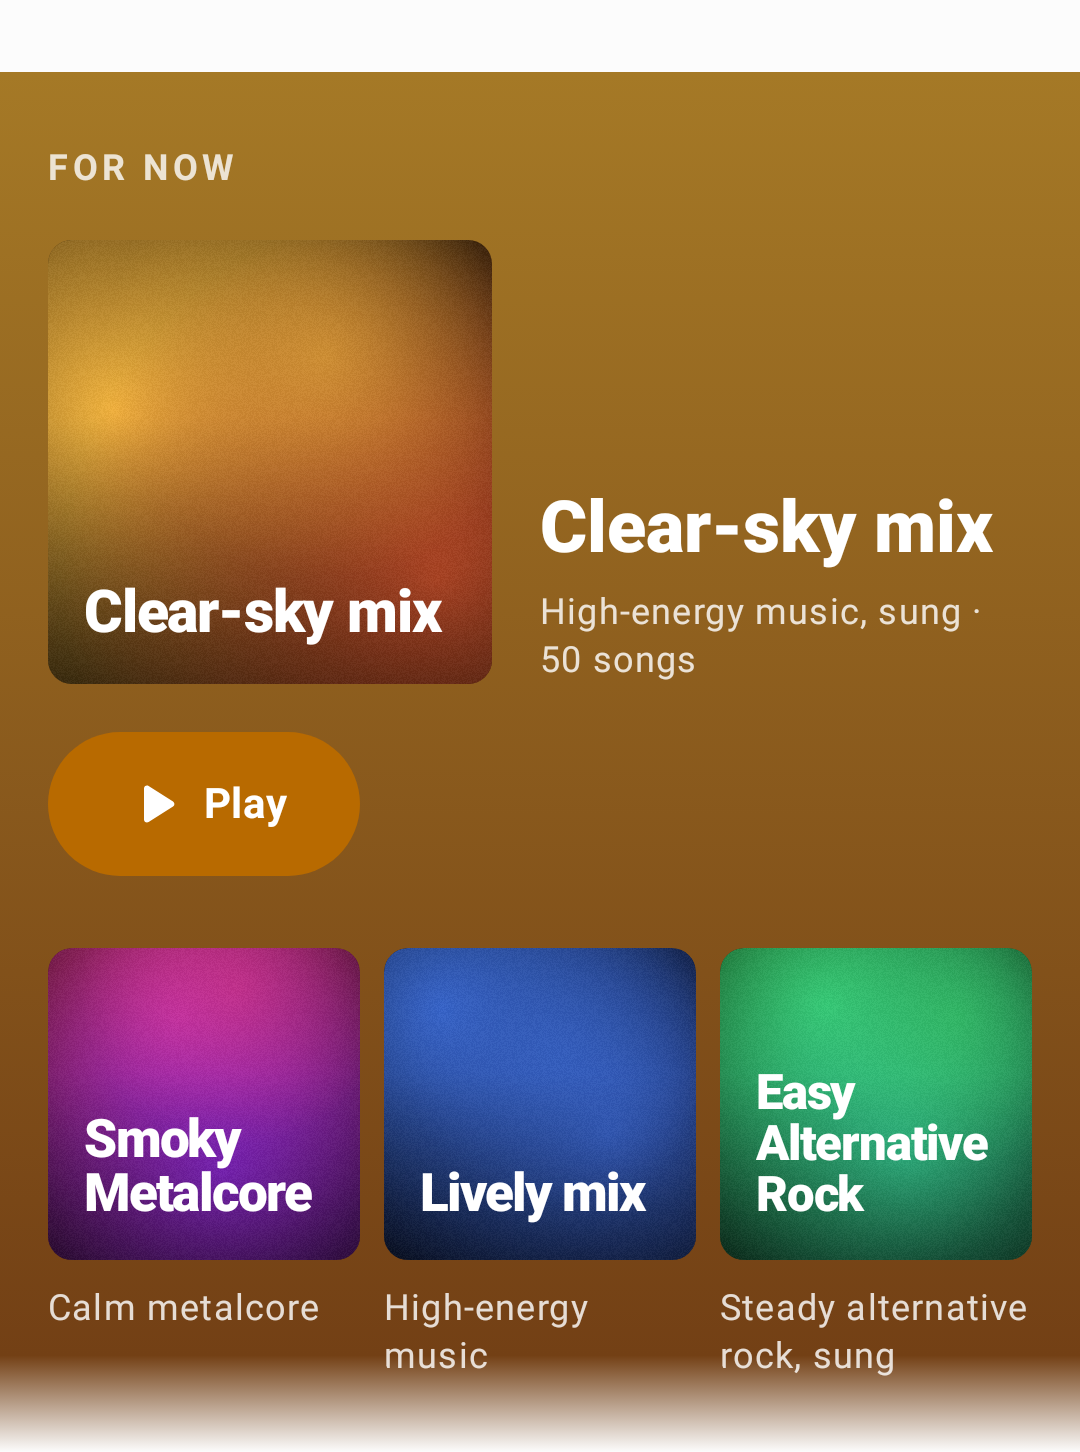 FOR NOW
Clear-sky mix
Clear-sky mix
High-energy music, sung ·
50 songs
Play
Smoky
Metalcore
Lively mix
Easy
Alternative
Rock
Calm metalcore
High-energy
music
Steady alternative
rock, sung